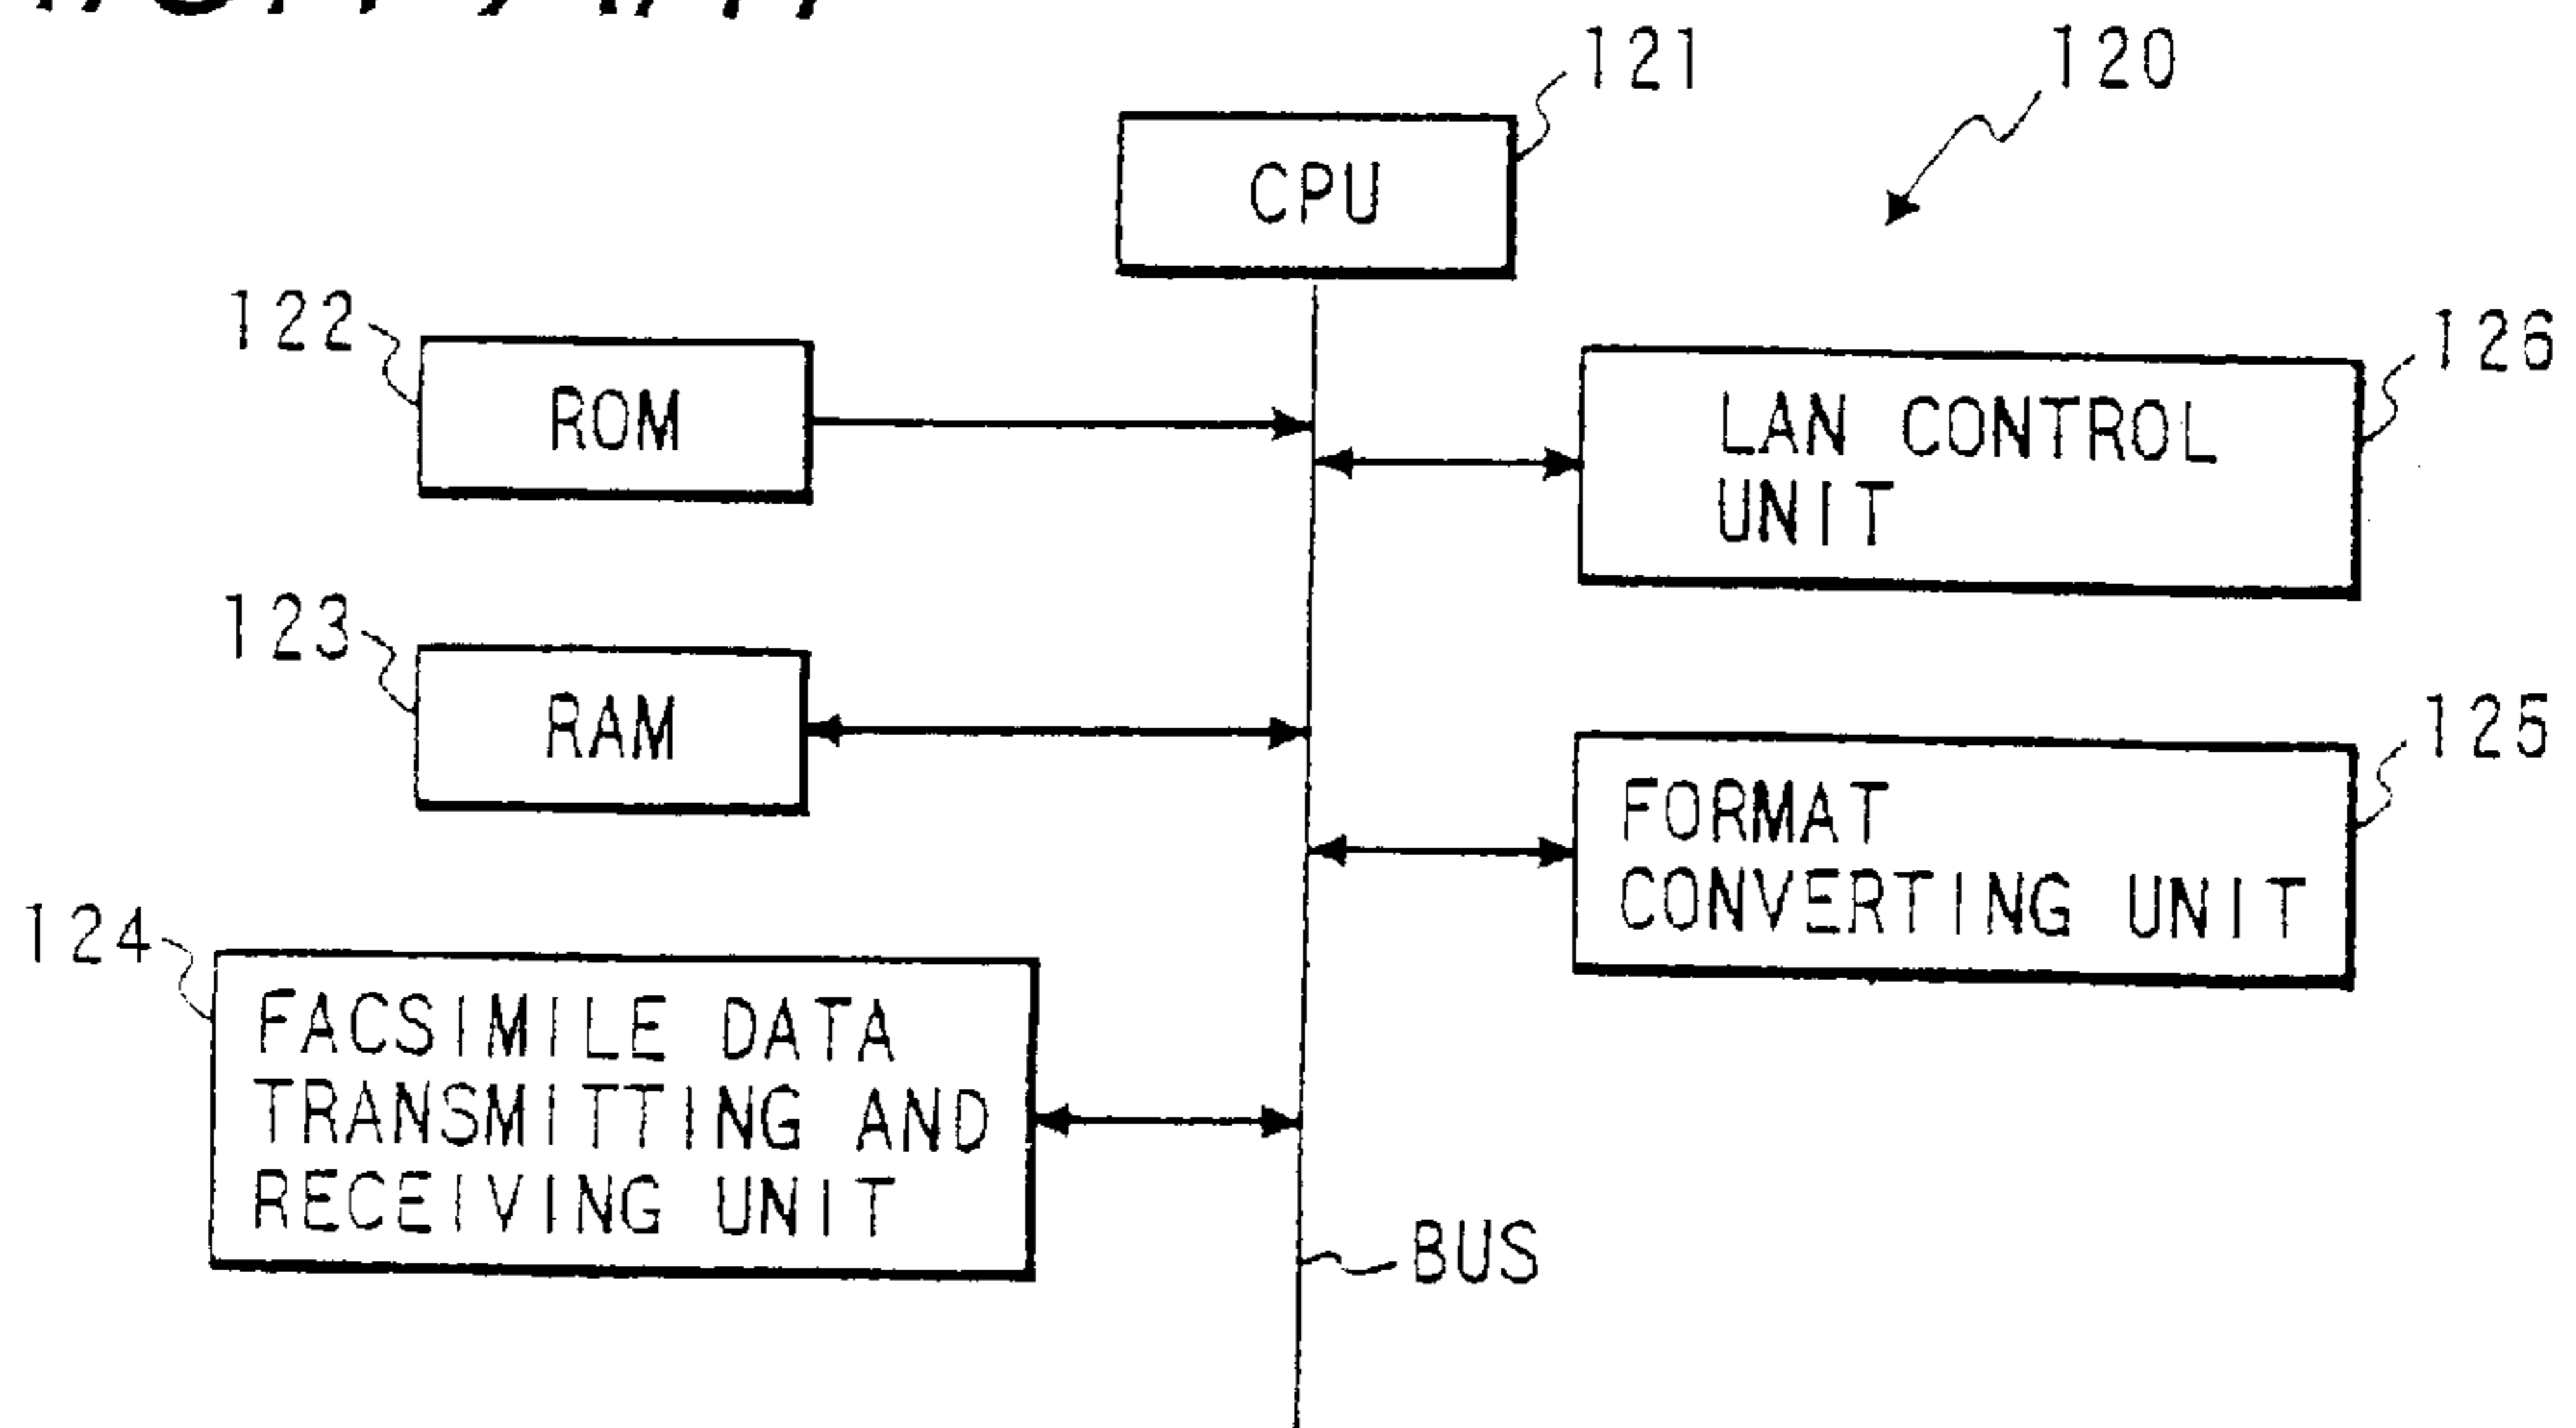 121
120
CPU
122
ROM
126
LAN CONTROL
UNIT
123
RAM
125
FORMAT
CONVERTING UNIT
124
FACSIMILE DATA
TRANSMITTING AND
RECEIVING UNIT
BUS